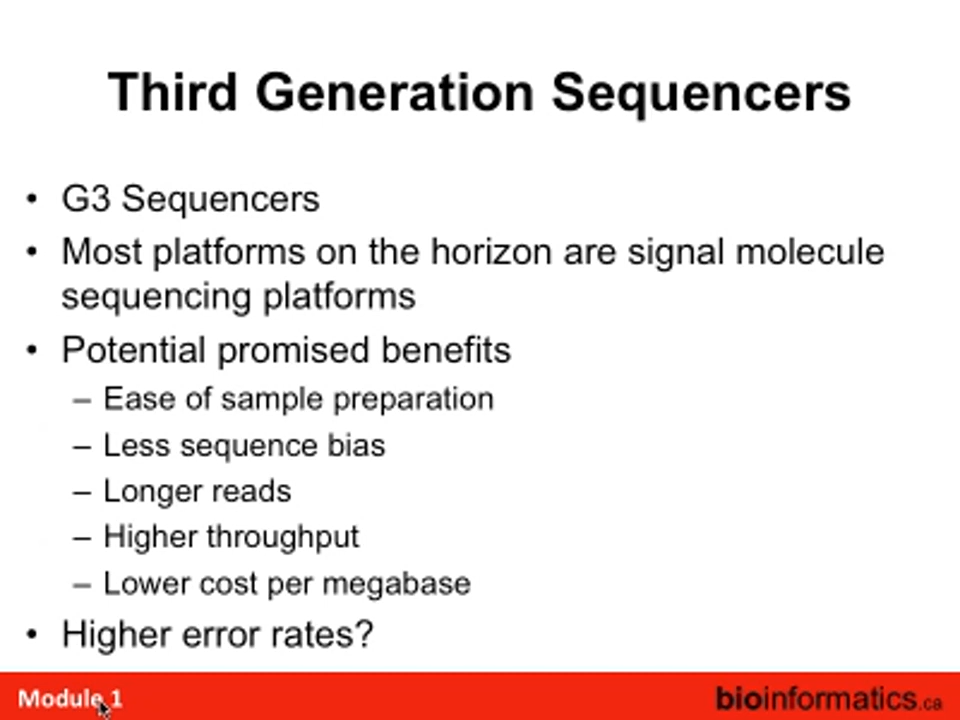 Third Generation Sequencers
• G3 Sequencers
• Most platforms on the horizon are signal molecule
sequencing platforms
• Potential promised benefits
– Ease of sample preparation
– Less sequence bias
– Longer reads
– Higher throughput
– Lower cost per megabase
• Higher error rates?
Module 1
bioinformatics.ca